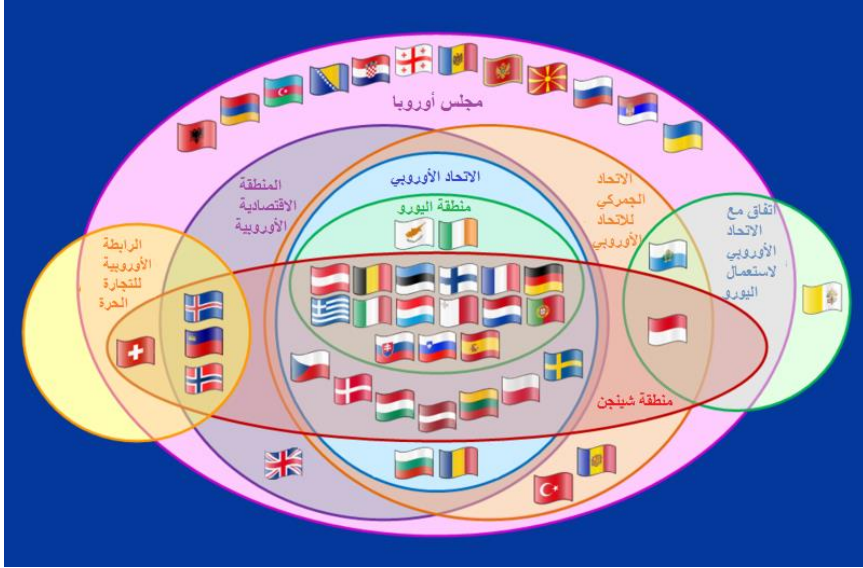 مجلس أوروبا
الاتحاد الأوروبي
منطقة اليورو
الاتحاد
الجمركي
للاتحاد
الأوروبي
المنطقة
الاقتصادية
الأوروبية
اتفاق مع
الاتحاد
الأوروبي
لاستعمال
اليورو
الرابطة
الأوروبية
للتجارة
الحرة
منطقة شينجن